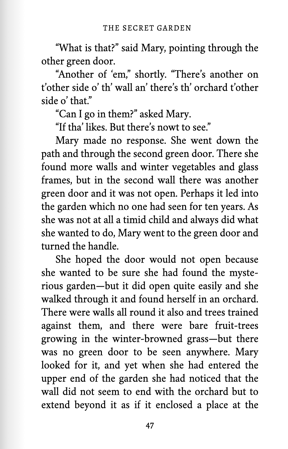 THE SECRET GARDEN
“What is that?” said Mary, pointing through the
other green door.
“Another of ’em,” shortly. “There’s another on
t’other side o’ th’ wall an’ there’s th’ orchard t’other
side o’ that.”
“Can I go in them?” asked Mary.
“If tha’ likes. But there’s nowt to see.”
Mary made no response. She went down the
path and through the second green door. There she
found more walls and winter vegetables and glass
frames, but in the second wall there was another
green door and it was not open. Perhaps it led into
the garden which no one had seen for ten years. As
she was not at all a timid child and always did what
she wanted to do, Mary went to the green door and
turned the handle.
She hoped the door would not open because
she wanted to be sure she had found the myste-
rious garden—but it did open quite easily and she
walked through it and found herself in an orchard.
There were walls all round it also and trees trained
against them, and there were bare fruit-trees
growing in the winter-browned grass—but there
was no green door to be seen anywhere. Mary
looked for it, and yet when she had entered the
upper end of the garden she had noticed that the
wall did not seem to end with the orchard but to
extend beyond it as if it enclosed a place at the
47